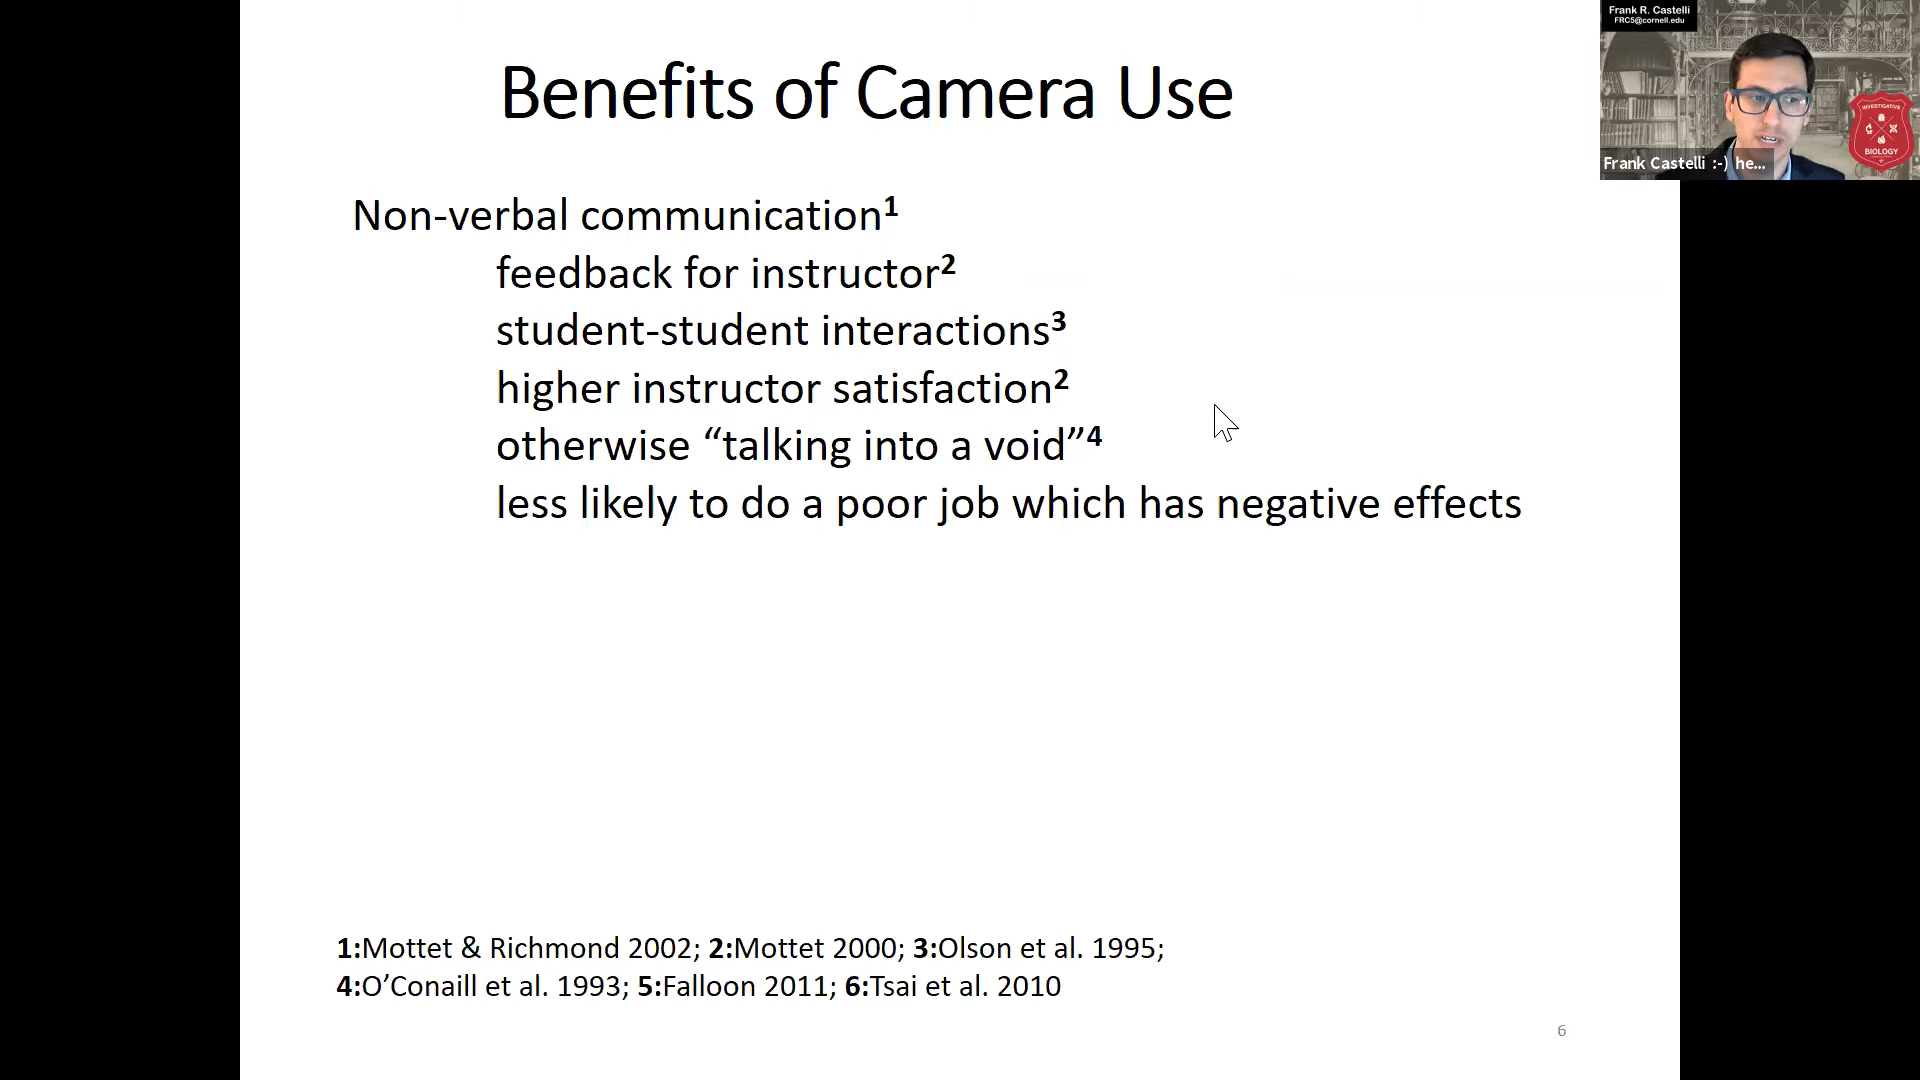 Benefits of Camera Use
Non-verbal communication¹
feedback for instructor²
student-student interactions³
higher instructor satisfaction²
otherwise “talking into a void”⁴
less likely to do a poor job which has negative effects
1:Mottet & Richmond 2002; 2:Mottet 2000; 3:Olson et al. 1995;
4:O’Conaill et al. 1993; 5:Falloon 2011; 6:Tsai et al. 2010
6
Frank R. Castelli
FRC5@cornell.edu
INVESTIGATIVE
BIOLOGY
Frank Castelli :-) he...